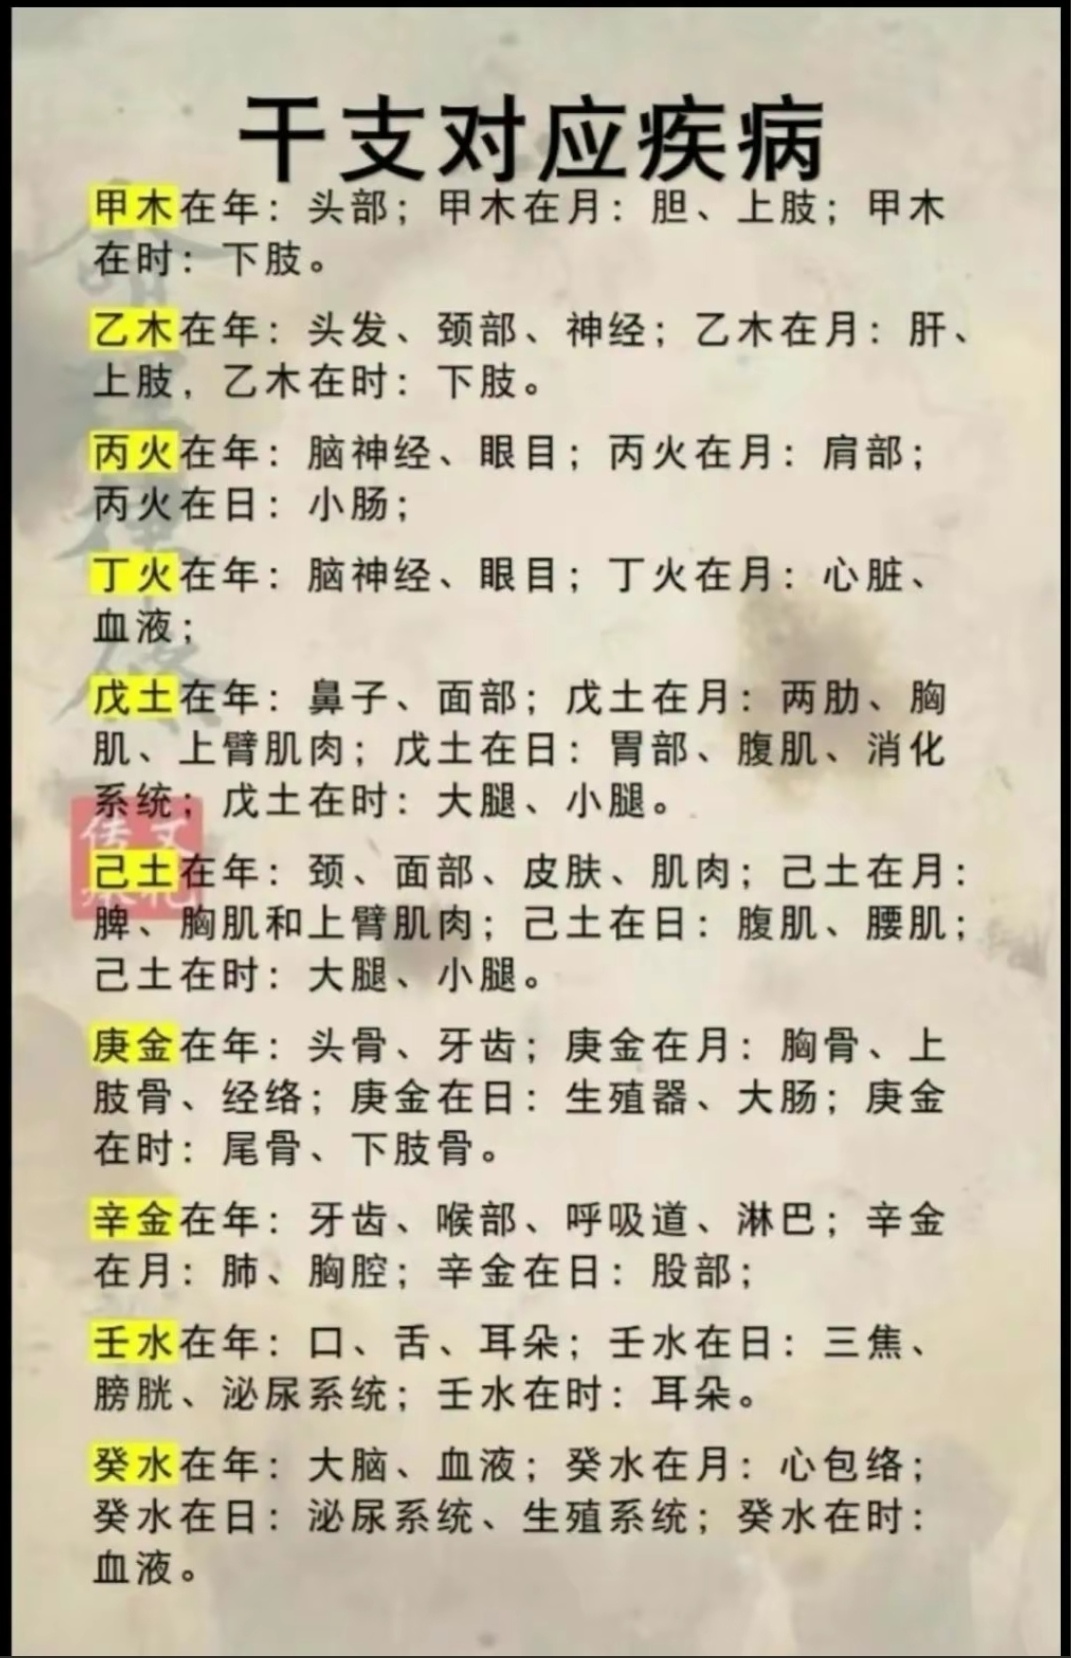 干支对应疾病
甲木在年：头部；甲木在月：胆、上肢；甲木
在时：下肢。
乙木在年：头发、颈部、神经；乙木在月：肝、
上肢，乙木在时：下肢。
丙火在年：脑神经、眼目；丙火在月：肩部；
丙火在日：小肠；
丁火在年：脑神经、眼目；丁火在月：心脏、
血液；
戊土在年：鼻子、面部；戊土在月：两肋、胸
肌、上臂肌肉；戊土在日：胃部、腹肌、消化
系统；戊土在时：大腿、小腿。
己土在年：颈、面部、皮肤、肌肉；己土在月：
脾、胸肌和上臂肌肉；己土在日：腹肌、腰肌；
己土在时：大腿、小腿。
庚金在年：头骨、牙齿；庚金在月：胸骨、上
肢骨、经络；庚金在日：生殖器、大肠；庚金
在时：尾骨、下肢骨。
辛金在年：牙齿、喉部、呼吸道、淋巴；辛金
在月：肺、胸腔；辛金在日：股部；
壬水在年：口、舌、耳朵；壬水在日：三焦、
膀胱、泌尿系统；壬水在时：耳朵。
癸水在年：大脑、血液；癸水在月：心包络；
癸水在日：泌尿系统、生殖系统；癸水在时：
血液。